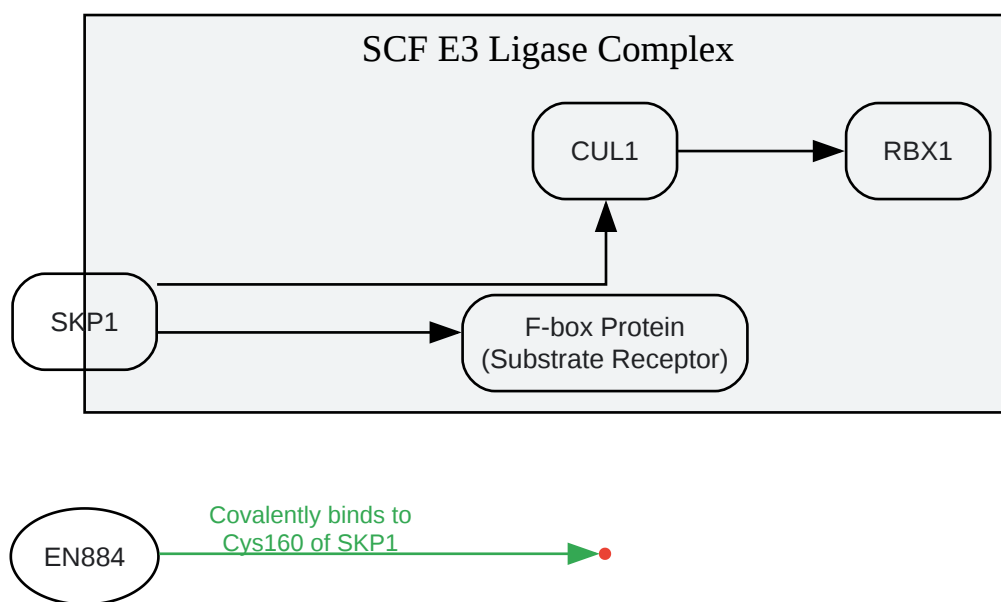 SCF E3 Ligase Complex
CUL1
RBX1
SKP1
F-box Protein
(Substrate Receptor)
Covalently binds to
Cys160 of SKP1
EN884